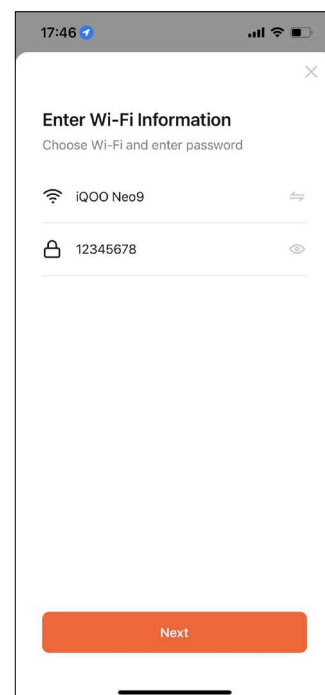 17:46
Enter Wi-Fi Information
Choose Wi-Fi and enter password
iQOO Neo9
12345678
Next